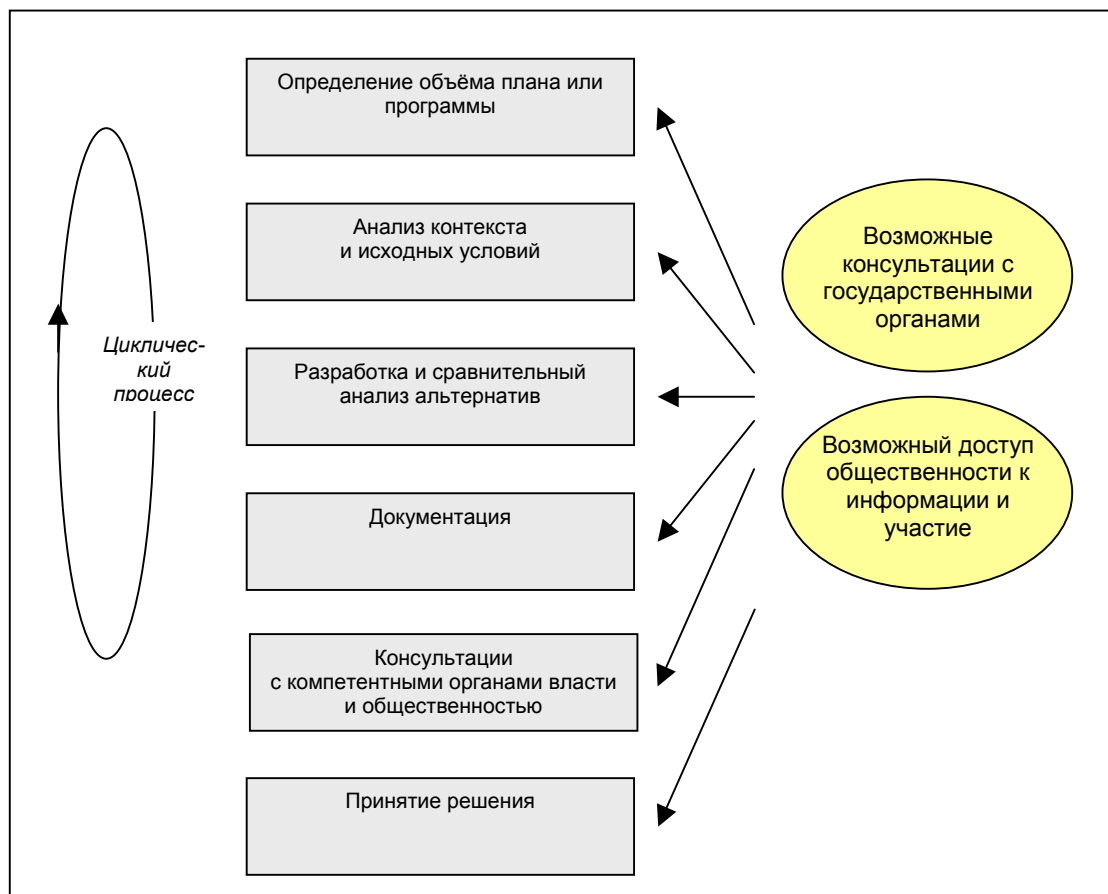 Определение объёма плана или
программы
Анализ контекста
и исходных условий
Возможные
консультации с
государственными
органами
Цикличес-
кий
процесс
Разработка и сравнительный
анализ альтернатив
Возможный доступ
общественности к
информации и
участие
Документация
Консультации
с компетентными органами власти
и общественностью
Принятие решения